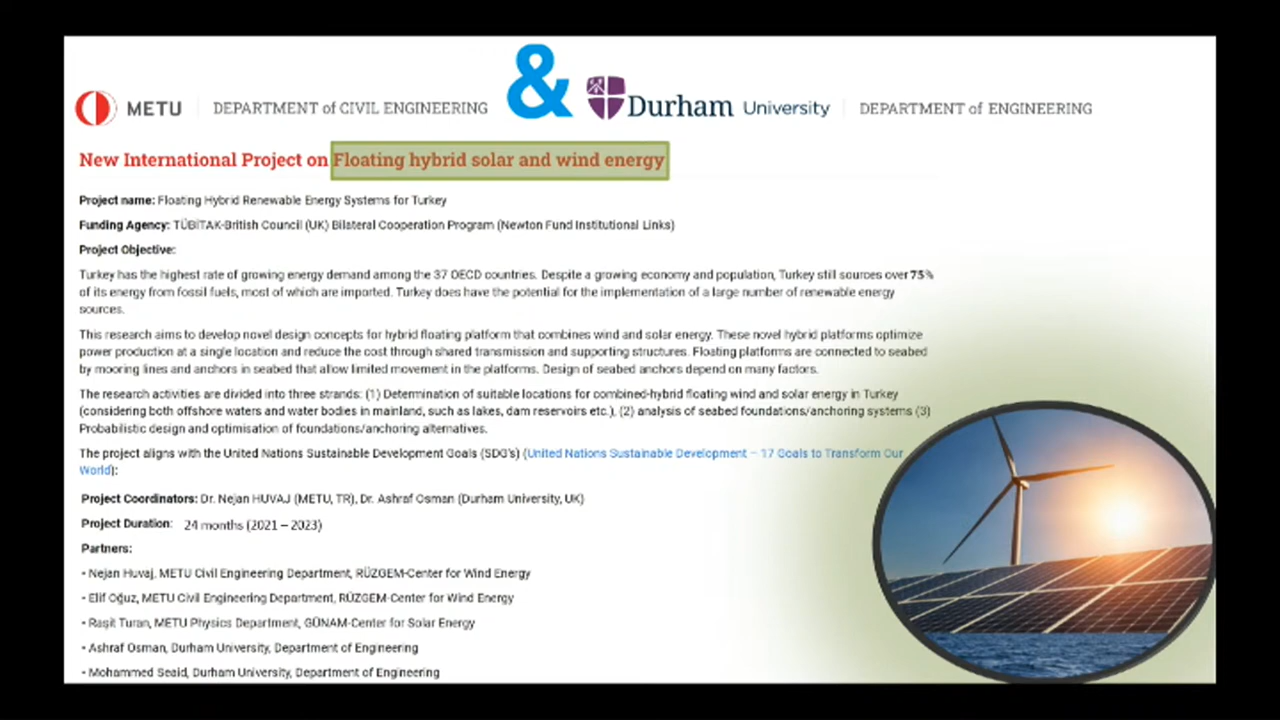 METU DEPARTMENT of CIVIL ENGINEERING & Durham University DEPARTMENT of ENGINEERING
New International Project on Floating hybrid solar and wind energy
Project name: Floating Hybrid Renewable Energy Systems for Turkey
Funding Agency: TÜBİTAK-British Council (UK) Bilateral Cooperation Program (Newton Fund Institutional Links)
Project Objective:
Turkey has the highest rate of growing energy demand among the 37 OECD countries. Despite a growing economy and population, Turkey still sources over 75%
of its energy from fossil fuels, most of which are imported. Turkey does have the potential for the implementation of a large number of renewable energy
sources.
This research aims to develop novel design concepts for hybrid floating platform that combines wind and solar energy. These novel hybrid platforms optimize
power production at a single location and reduce the cost through shared transmission and supporting structures. Floating platforms are connected to seabed
by mooring lines and anchors in seabed that allow limited movement in the platforms. Design of seabed anchors depend on many factors.
The research activities are divided into three strands: (1) Determination of suitable locations for combined-hybrid floating wind and solar energy in Turkey
(considering both offshore waters and water bodies in mainland, such as lakes, dam reservoirs etc.), (2) analysis of seabed foundations/anchoring systems (3)
Probabilistic design and optimisation of foundations/anchoring alternatives.
The project aligns with the United Nations Sustainable Development Goals (SDG's) (United Nations Sustainable Development – 17 Goals to Transform Our
World):
Project Coordinators: Dr. Nejan HUVAJ (METU, TR), Dr. Ashraf Osman (Durham University, UK)
Project Duration: 24 months (2021 – 2023)
Partners:
• Nejan Huvaj, METU Civil Engineering Department, RÜZGEM-Center for Wind Energy
• Elif Oğuz, METU Civil Engineering Department, RÜZGEM-Center for Wind Energy
• Raşit Turan, METU Physics Department, GÜNAM-Center for Solar Energy
• Ashraf Osman, Durham University, Department of Engineering
• Mohammed Seaid, Durham University, Department of Engineering